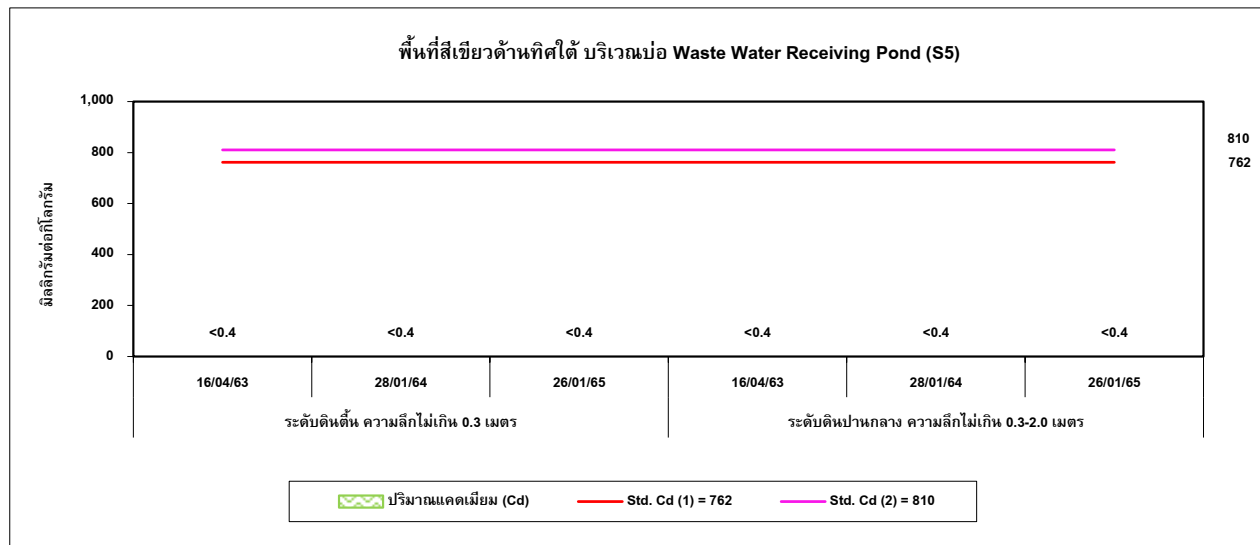 พื้นที่สีเขียวด้านทิศใต้ บริเวณบ่อ Waste Water Receiving Pond (S5)
มิลลิกรัมต่อกิโลกรัม
1,000
800
600
400
200
0
810
762
<0.4 <0.4 <0.4 <0.4 <0.4 <0.4
16/04/63 28/01/64 26/01/65 16/04/63 28/01/64 26/01/65
ระดับดินตื้น ความลึกไม่เกิน 0.3 เมตร ระดับดินปานกลาง ความลึกไม่เกิน 0.3-2.0 เมตร
ปริมาณแคดเมียม (Cd) Std. Cd (1) = 762 Std. Cd (2) = 810